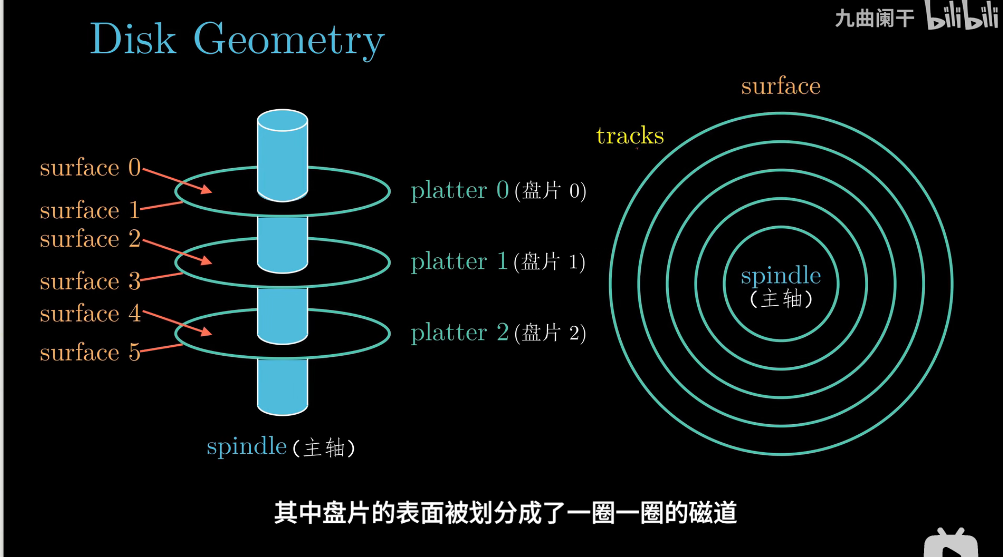 九曲阑干 bilibili
Disk Geometry
surface 0
surface 1
surface 2
surface 3
surface 4
surface 5
platter 0 (盘片 0)
platter 1 (盘片 1)
platter 2 (盘片 2)
spindle (主轴)
surface
tracks
spindle
(主轴)
其中盘片的表面被划分成了一圈一圈的磁道